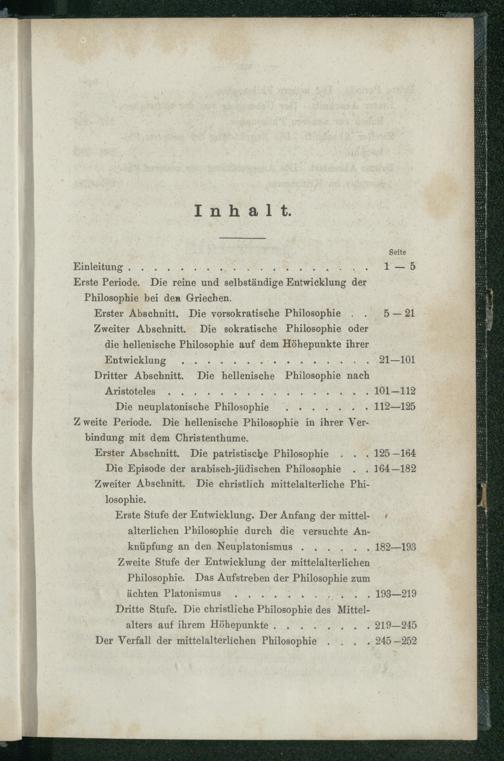 Inhalt.
Seite
Einleitung . . . . . . . . . . . . . . . . . . 1 — 5
Erste Periode. Die reine und selbständige Entwicklung der
Philosophie bei den Griechen.
Erster Abschnitt. Die vorsokratische Philosophie . . 5 — 21
Zweiter Abschnitt. Die sokratische Philosophie oder
die hellenische Philosophie auf dem Höhepunkte ihrer
Entwicklung . . . . . . . . . . . . . . 21—101
Dritter Abschnitt. Die hellenische Philosophie nach
Aristoteles . . . . . . . . . . . . . . . 101—112
Die neuplatonische Philosophie . . . . . . . 112—125
Zweite Periode. Die hellenische Philosophie in ihrer Ver-
bindung mit dem Christenthume.
Erster Abschnitt. Die patristische Philosophie . . . 125—164
Die Episode der arabisch-jüdischen Philosophie . . 164—182
Zweiter Abschnitt. Die christlich mittelalterliche Phi-
losophie.
Erste Stufe der Entwicklung. Der Anfang der mittel-
alterlichen Philosophie durch die versuchte An-
knüpfung an den Neuplatonismus . . . . . . 182—193
Zweite Stufe der Entwicklung der mittelalterlichen
Philosophie. Das Aufstreben der Philosophie zum
ächten Platonismus . . . . . . . . . . . 193—219
Dritte Stufe. Die christliche Philosophie des Mittel-
alters auf ihrem Höhepunkte . . . . . . . . 219—245
Der Verfall der mittelalterlichen Philosophie . . . . 245—252